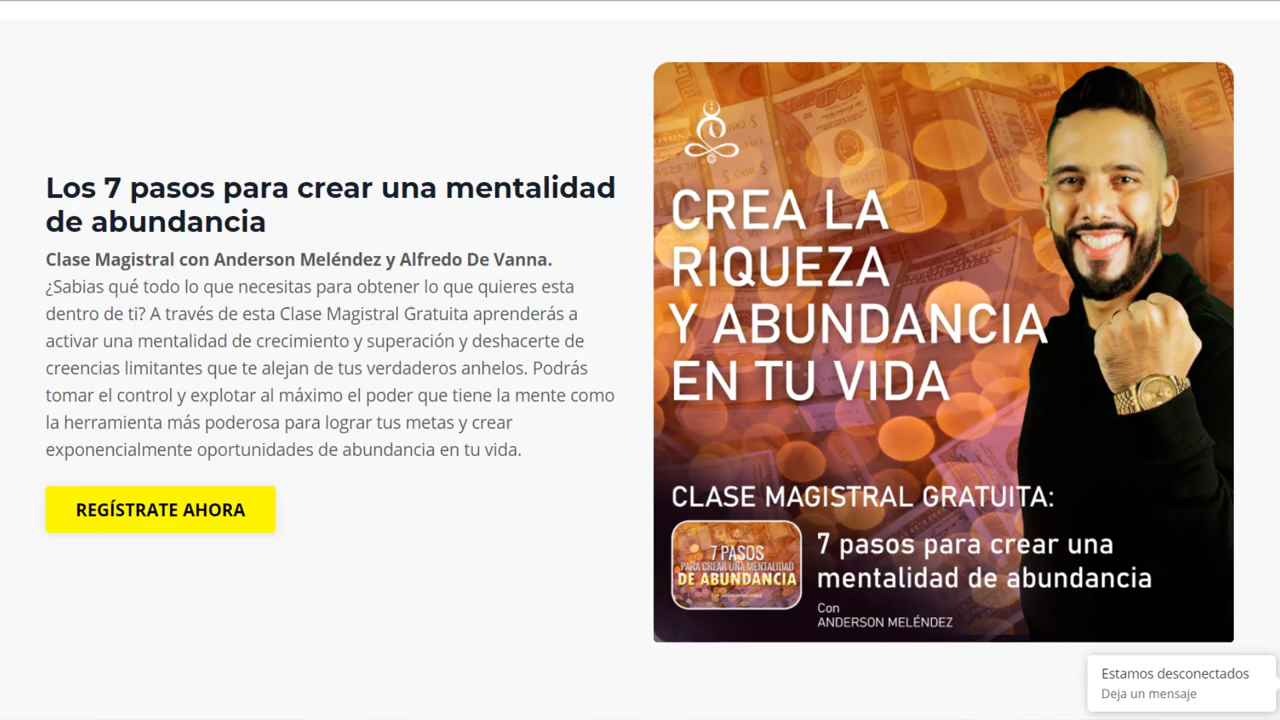 Los 7 pasos para crear una mentalidad
de abundancia
Clase Magistral con Anderson Meléndez y Alfredo De Vanna.
¿Sabias qué todo lo que necesitas para obtener lo que quieres esta
dentro de ti? A través de esta Clase Magistral Gratuita aprenderás a
activar una mentalidad de crecimiento y superación y deshacerte de
creencias limitantes que te alejan de tus verdaderos anhelos. Podrás
tomar el control y explotar al máximo el poder que tiene la mente como
la herramienta más poderosa para lograr tus metas y crear
exponencialmente oportunidades de abundancia en tu vida.
REGÍSTRATE AHORA
CREA LA
RIQUEZA
Y ABUNDANCIA
EN TU VIDA
CLASE MAGISTRAL GRATUITA:
7 PASOS
PARA CREAR UNA MENTALIDAD
DE ABUNDANCIA
7 pasos para crear una
mentalidad de abundancia
Con
ANDERSON MELÉNDEZ
Estamos desconectados
Deja un mensaje